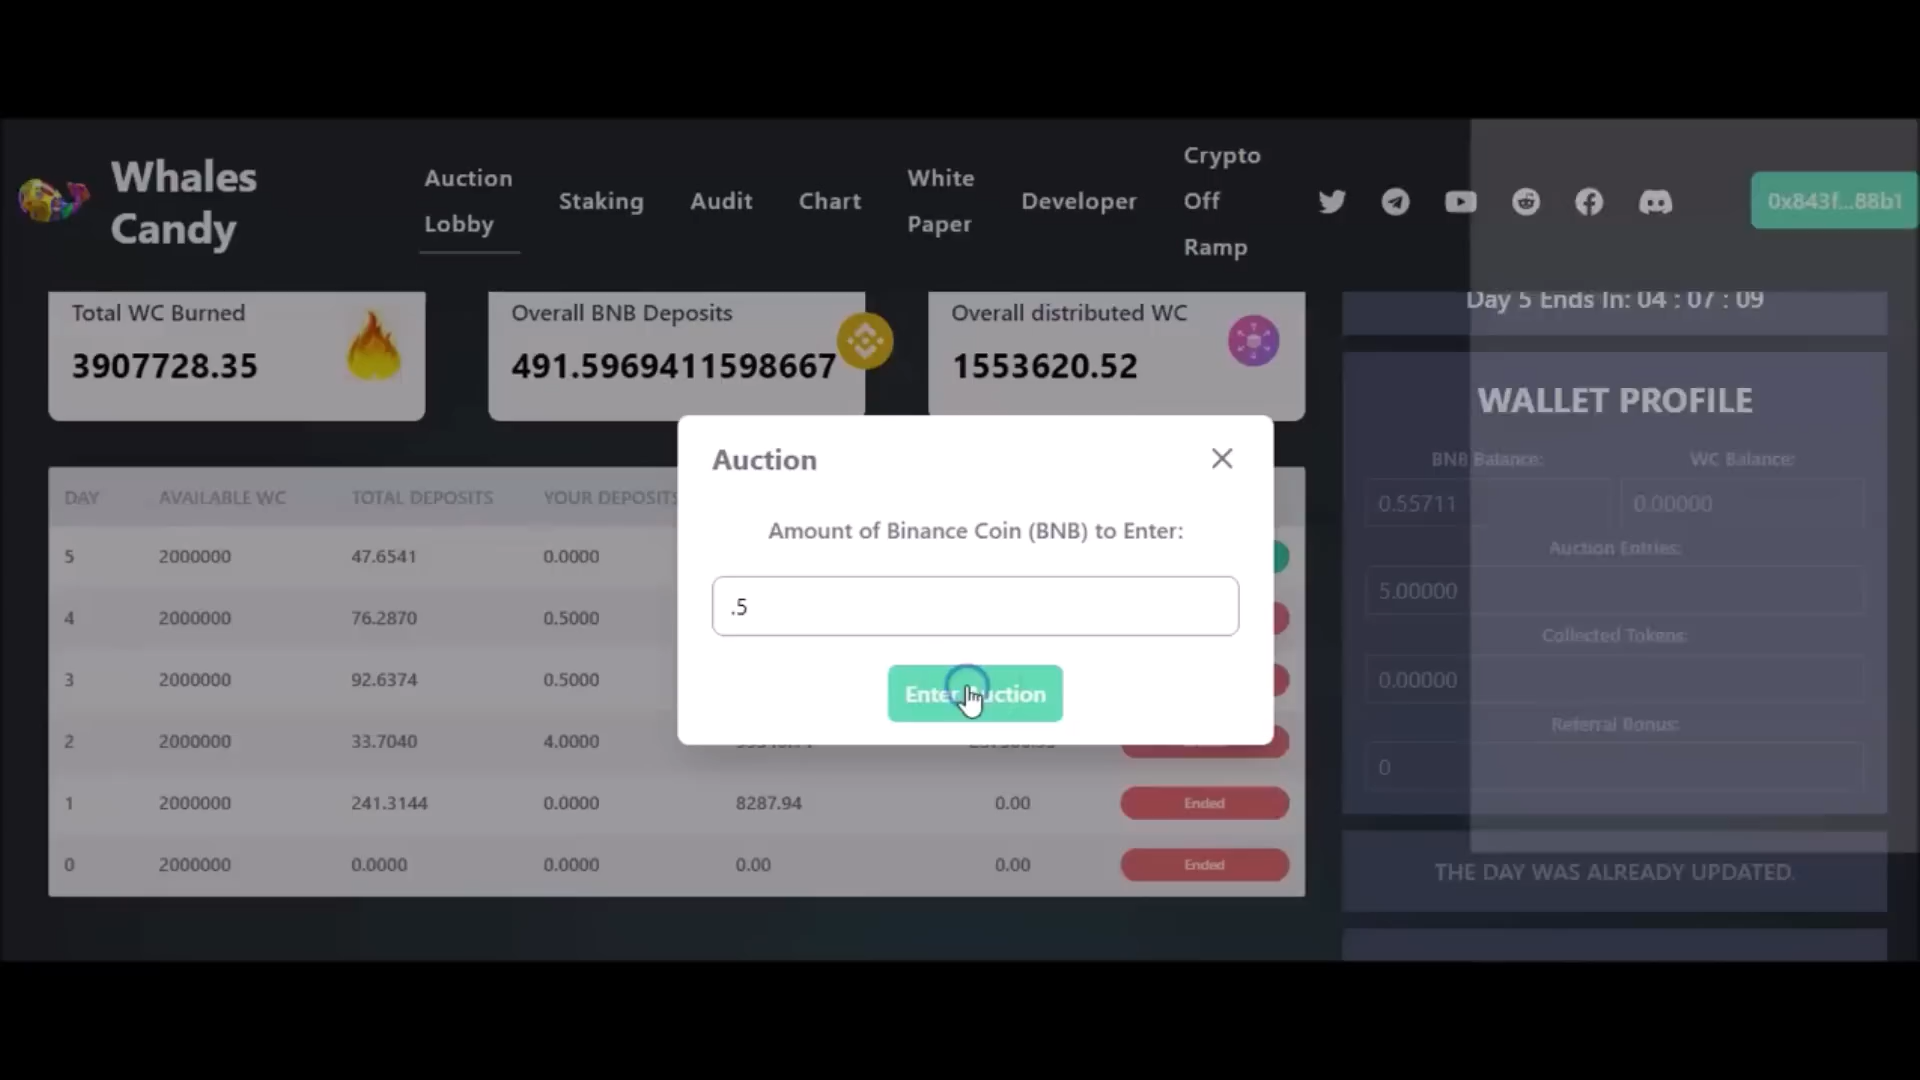 Whales
Candy
Auction
Lobby
Staking
Audit
Chart
White
Paper
Developer
Crypto
Off
Ramp
0x843f...88b1
Total WC Burned
3907728.35
Overall BNB Deposits
491.5969411598667
Overall distributed WC
1553620.52
Day 5 Ends In: 04 : 07 : 09
WALLET PROFILE
BNB Balance: WC Balance:
0.55711 0.00000
Auction Entries:
5.00000
Collected Tokens:
0.00000
Referral Bonus:
0
THE DAY WAS ALREADY UPDATED.
Auction
Amount of Binance Coin (BNB) to Enter:
.5
Enter Auction
DAY AVAILABLE WC TOTAL DEPOSITS YOUR DEPOSITS
5 2000000 47.6541 0.0000
4 2000000 76.2870 0.5000
3 2000000 92.6374 0.5000
2 2000000 33.7040 4.0000
1 2000000 241.3144 0.0000 8287.94 0.00 Ended
0 2000000 0.0000 0.0000 0.00 0.00 Ended